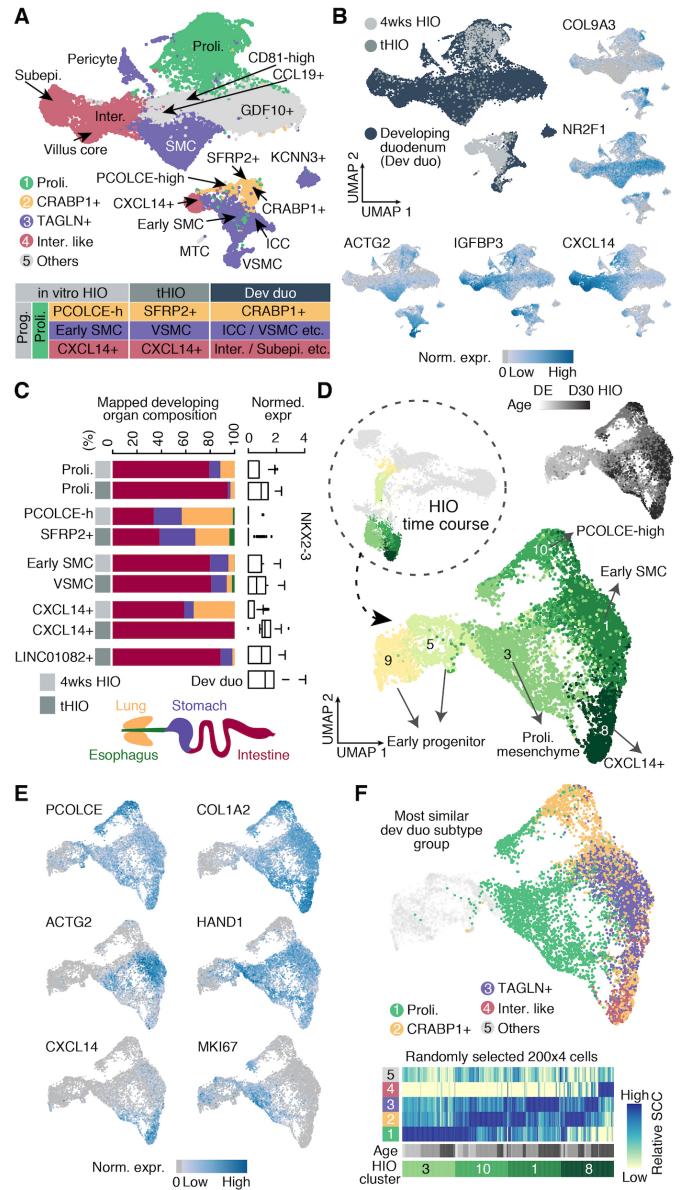 A
Pericyte
Proli.
CD81-high
CCL19+
Subepi.
Inter.
GDF10+
Villus core
SMC
SFRP2+
KCNN3+
PCOLCE-high
CXCL14+
CRABP1+
Early SMC
ICC
MTC
VSMC
1 Proli.
2 CRABP1+
3 TAGLN+
4 Inter. like
5 Others
in vitro HIO tHIO Dev duo
Prog.
Proli.
PCOLCE-h SFRP2+ CRABP1+
Early SMC VSMC ICC / VSMC etc.
CXCL14+ CXCL14+ Inter. / Subepi. etc.
B
4wks HIO
tHIO
Developing
duodenum
(Dev duo)
UMAP 2
UMAP 1
COL9A3
NR2F1
ACTG2
IGFBP3
CXCL14
Norm. expr.
0 Low High
C
Mapped developing
organ composition
Normed.
expr
(%)
20 40 60 80 100
0 2 4
Proli.
Proli.
PCOLCE-h
SFRP2+
Early SMC
VSMC
CXCL14+
CXCL14+
LINC01082+
NKX2-3
Dev duo
4wks HIO
tHIO
Lung
Stomach
Esophagus
Intestine
D
DE D30 HIO
Age
HIO
time course
PCOLCE-high
10
Early SMC
1
5
3
9
8
UMAP 2
UMAP 1
Early progenitor
Proli.
mesenchyme
CXCL14+
E
PCOLCE
COL1A2
ACTG2
HAND1
CXCL14
MKI67
Norm. expr.
0 Low High
F
Most similar
dev duo subtype
group
1 Proli.
2 CRABP1+
3 TAGLN+
4 Inter. like
5 Others
Randomly selected 200x4 cells
5
4
3
2
1
Age
HIO
cluster
3 10 1 8
High
Low
Relative SCC